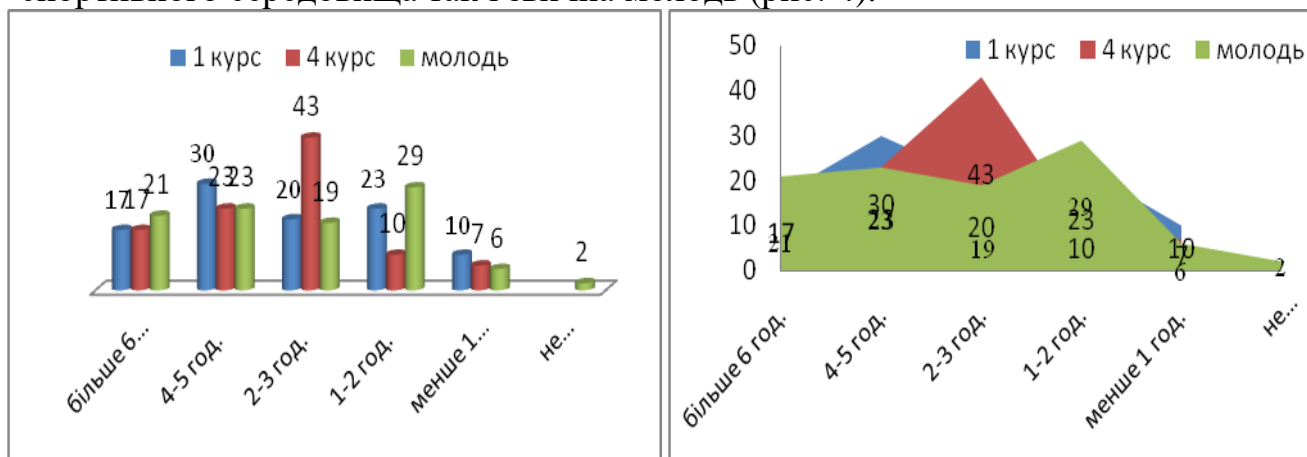 1 курс 4 курс молодь
17 17 21
30 23 23
20 43 19
23 10 29
10 7 6
2
більше 6...
4-5 год.
2-3 год.
1-2 год.
менше 1...
не...
1 курс 4 курс молодь
50
40
30
20
10
0
17
21
30
23
43
20
19
29
23
10
10
6
2
більше 6 год.
4-5 год.
2-3 год.
1-2 год.
менше 1 год.
не...